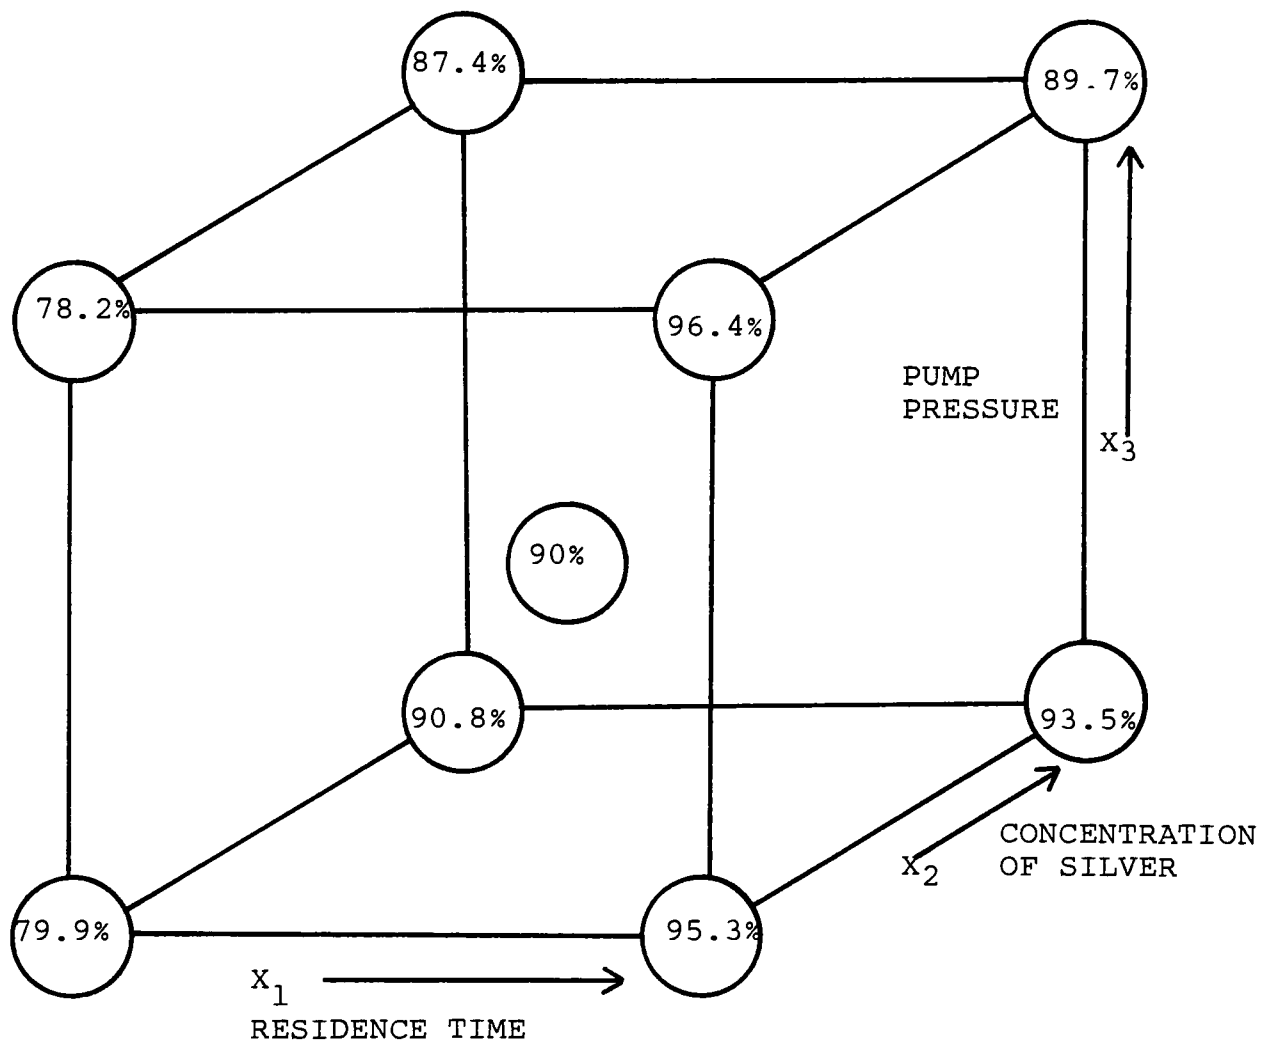 87.4%
89.7%
78.2%
96.4%
PUMP
PRESSURE
X3
90%
90.8%
93.5%
CONCENTRATION
OF SILVER
X2
79.9%
95.3%
X1
RESIDENCE TIME